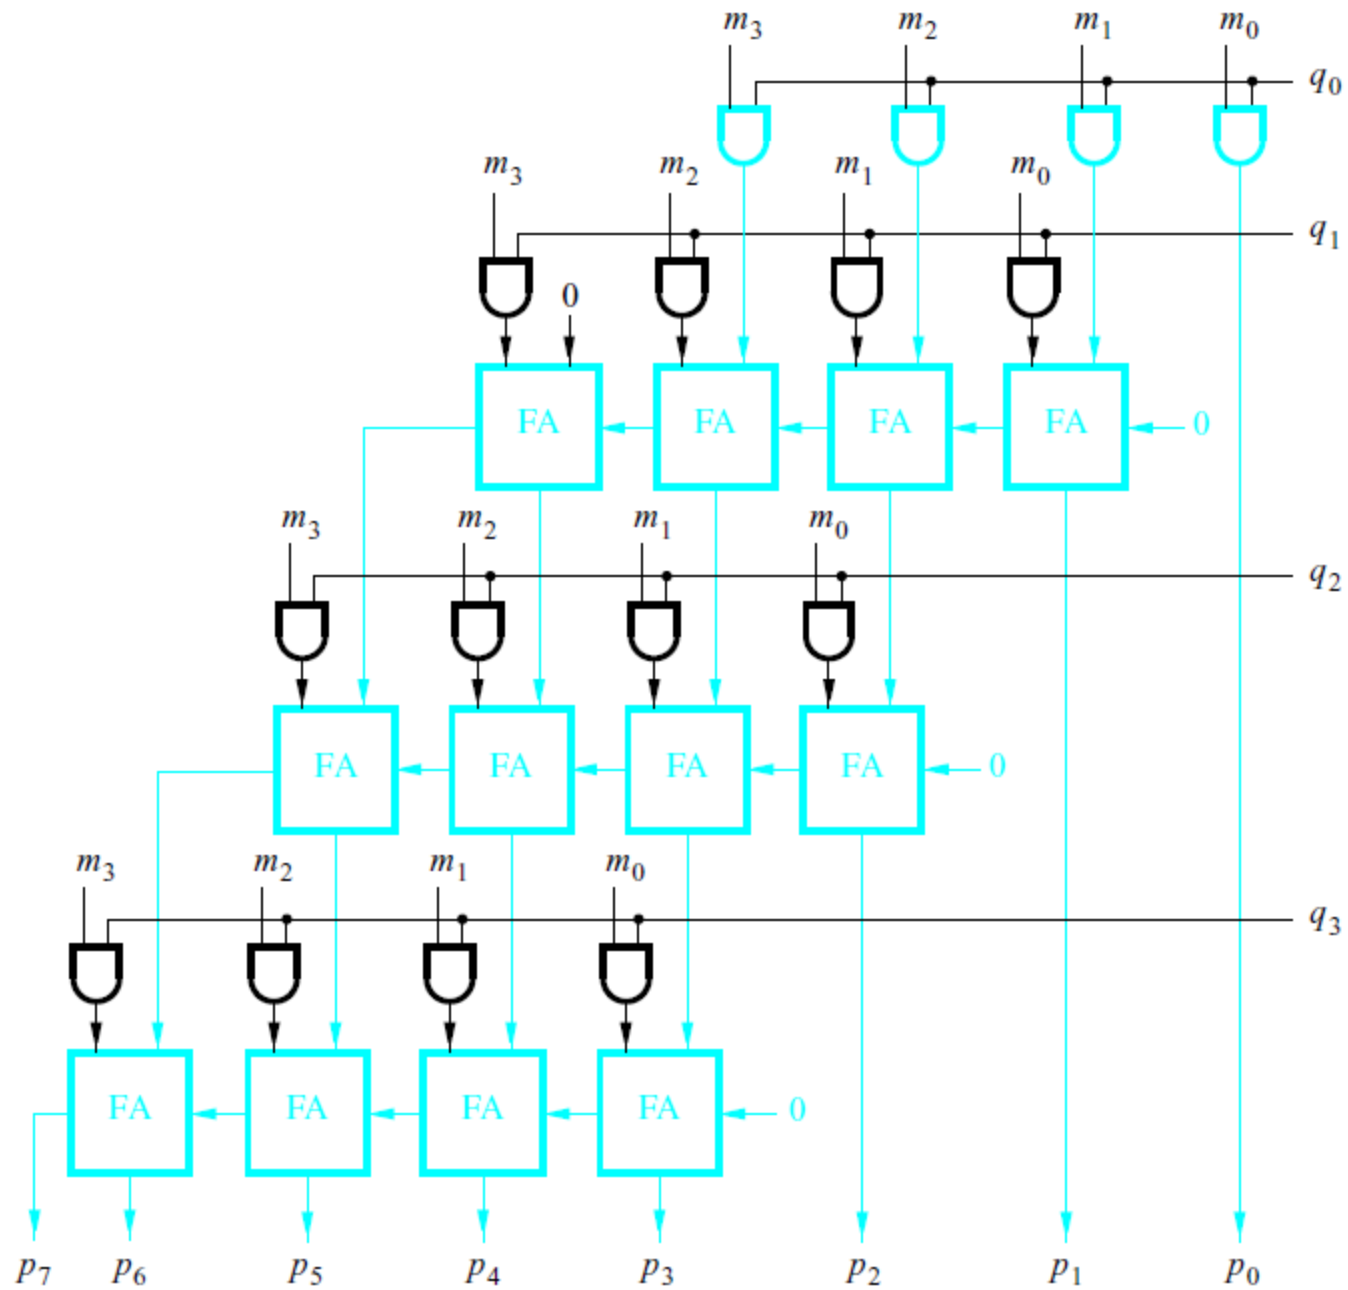 m₃ m₂ m₁ m₀
q₀
m₃ m₂ m₁ m₀
q₁
0
FA FA FA FA 0
m₃ m₂ m₁ m₀
q₂
FA FA FA FA 0
m₃ m₂ m₁ m₀
q₃
FA FA FA FA 0
p₇ p₆ p₅ p₄ p₃ p₂ p₁ p₀